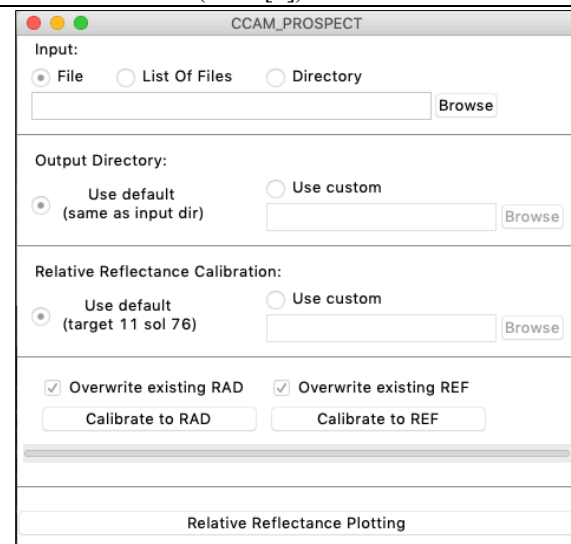 CCAM_PROSPECT
Input:
File List Of Files Directory
Browse
Output Directory:
Use default
(same as input dir)
Use custom
Browse
Relative Reflectance Calibration:
Use default
(target 11 sol 76)
Use custom
Browse
Overwrite existing RAD Overwrite existing REF
Calibrate to RAD Calibrate to REF
Relative Reflectance Plotting